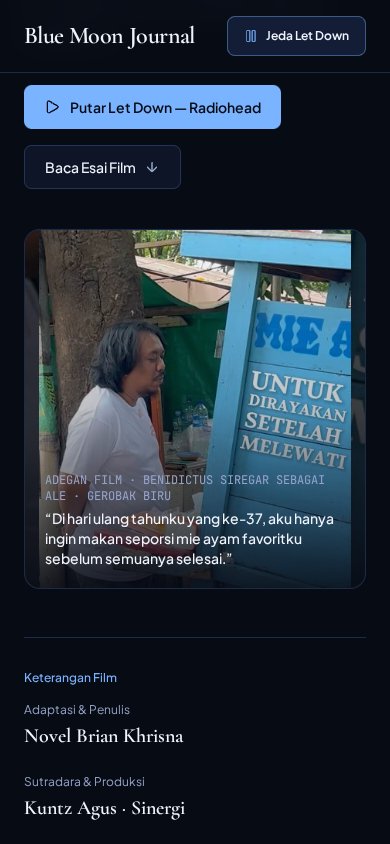 Blue Moon Journal
Jeda Let Down
Putar Let Down — Radiohead
Baca Esai Film
MIE A
UNTUK
DIRAYAKAN
SETELAH
MELEWATI
ADEGAN FILM · BENIDICTUS SIREGAR SEBAGAI
ALE · GEROBAK BIRU
“Di hari ulang tahunku yang ke-37, aku hanya
ingin makan seporsi mie ayam favoritku
sebelum semuanya selesai.”
Keterangan Film
Adaptasi & Penulis
Novel Brian Khrisna
Sutradara & Produksi
Kuntz Agus · Sinergi